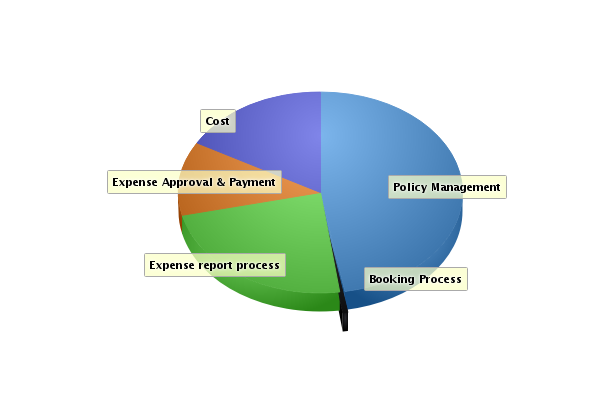 Cost
Expense Approval & Payment
Policy Management
Expense report process
Booking Process